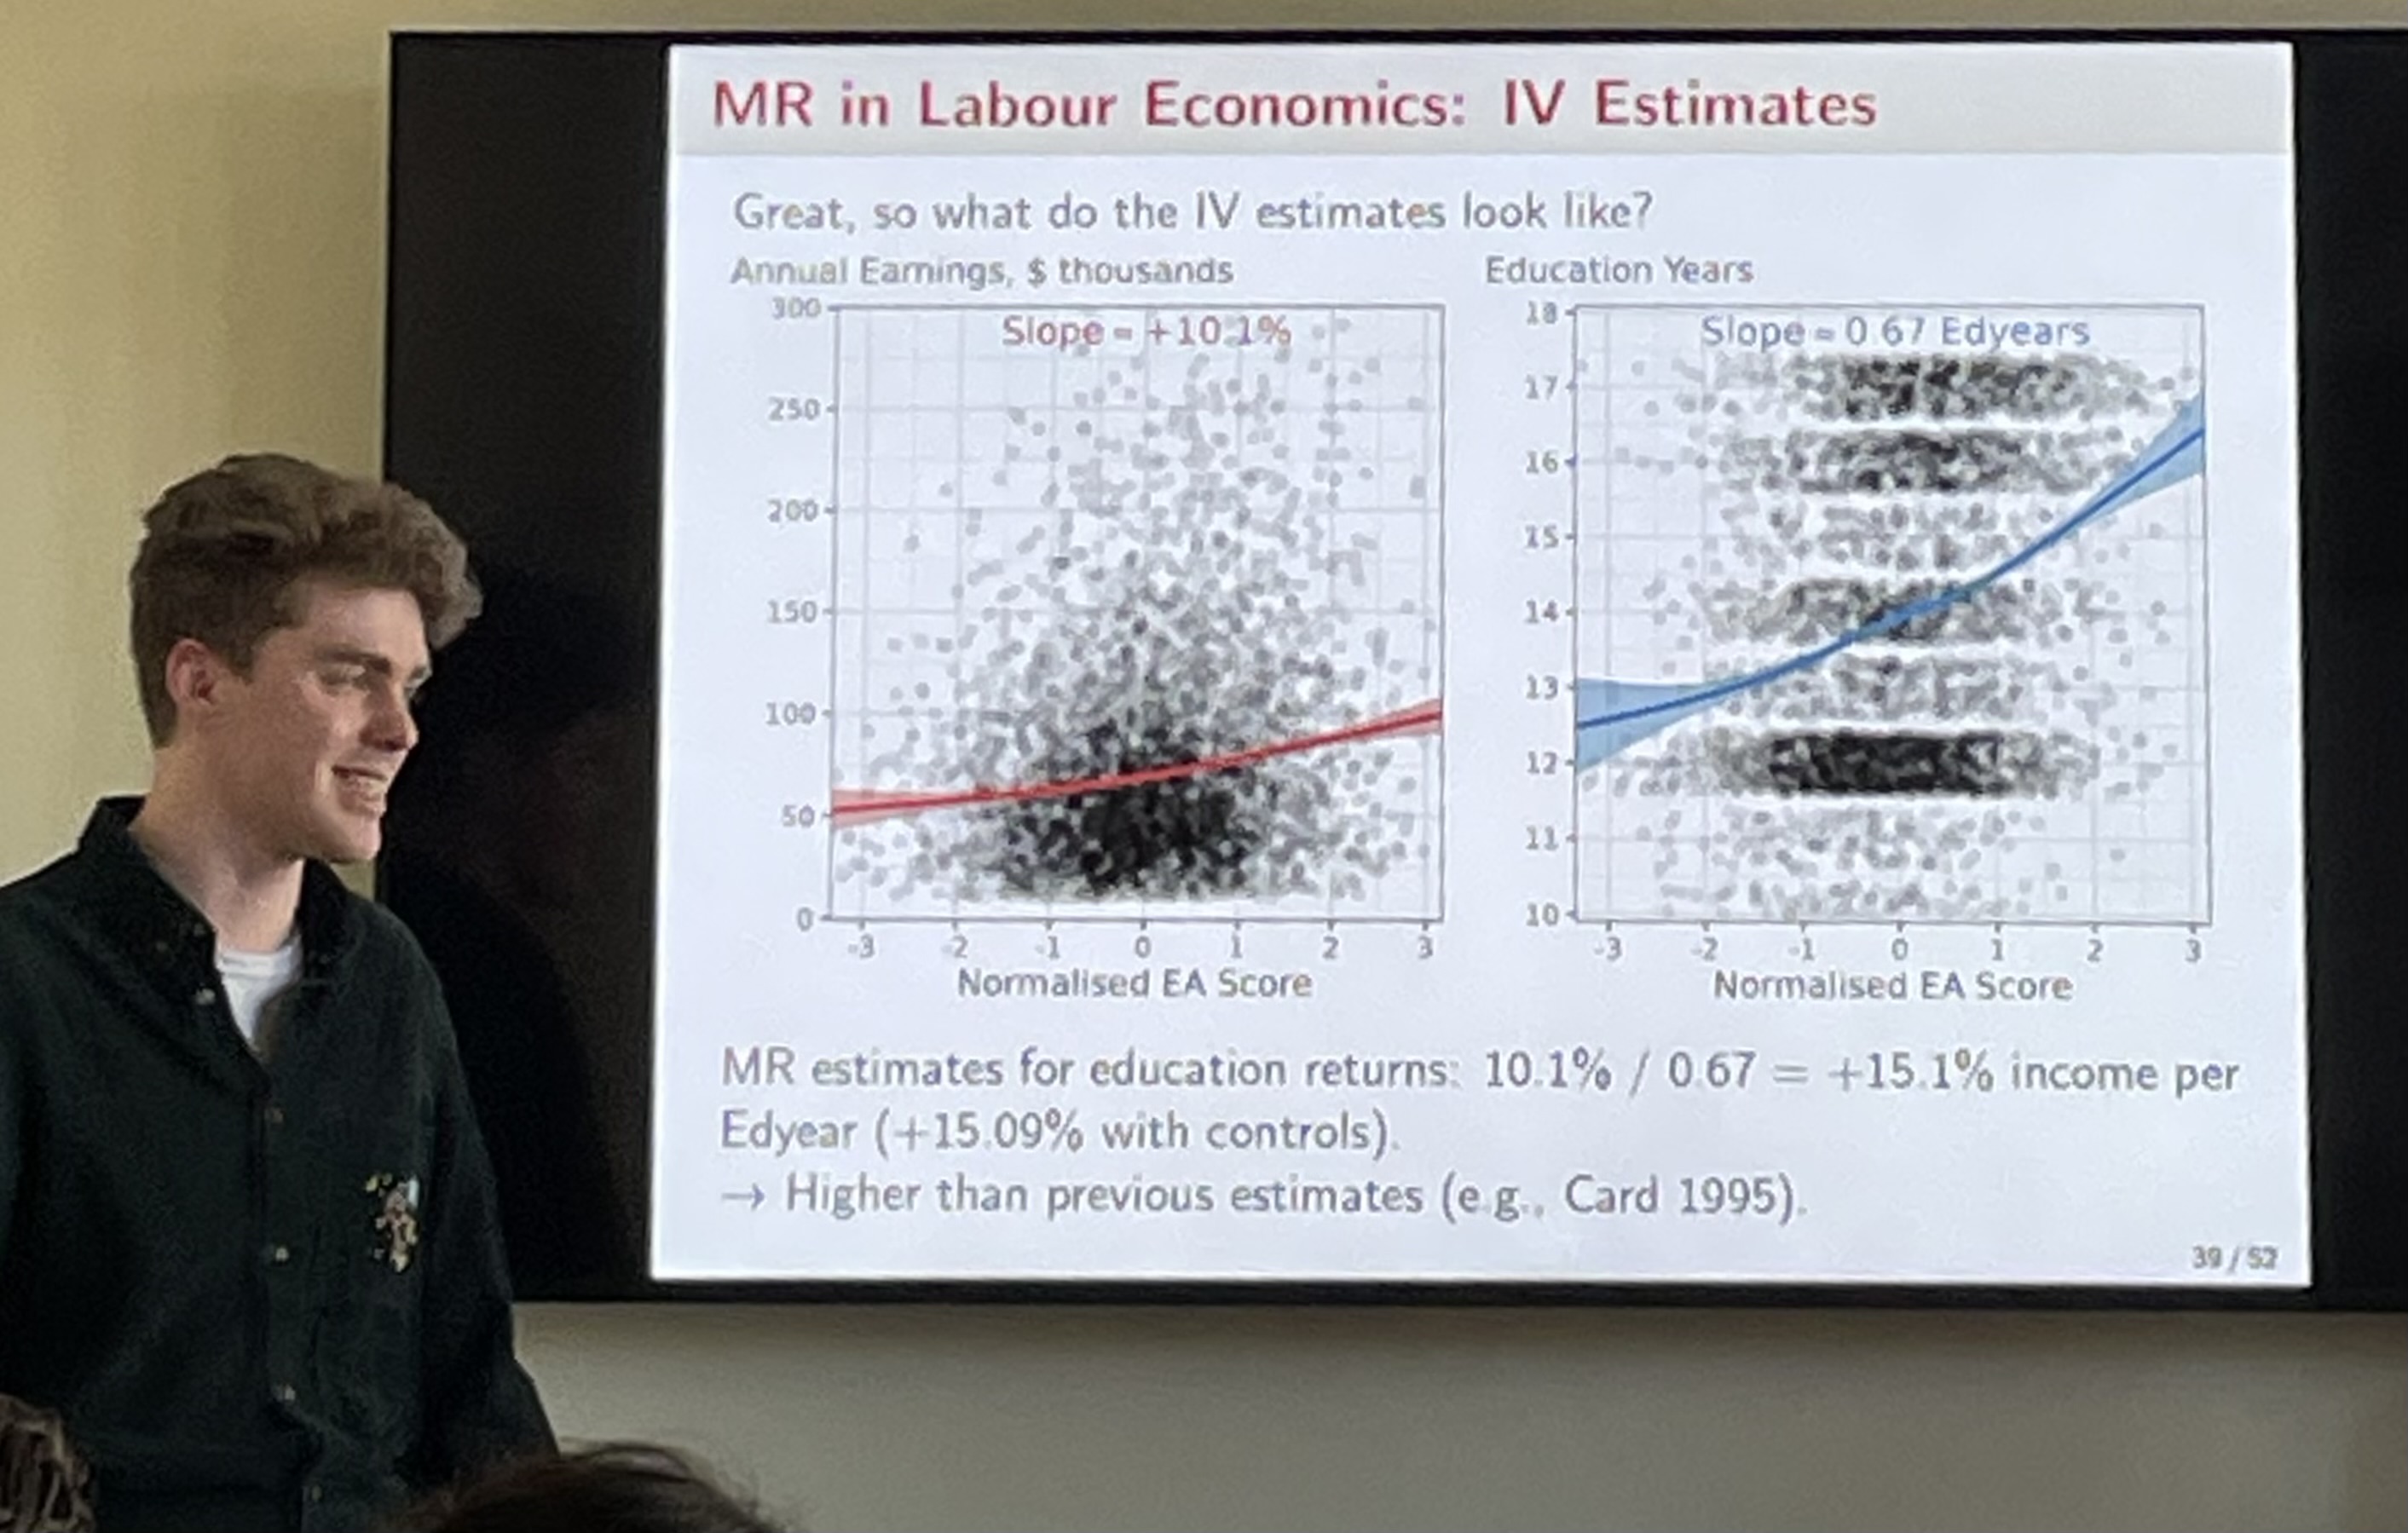 MR in Labour Economics: IV Estimates
Great, so what do the IV estimates look like?
Annual Earnings, $ thousands
Slope = +10.1%
300
250
200
150
100
50
0
-3 -2 -1 0 1 2 3
Normalised EA Score
Education Years
Slope = 0.67 Edyears
18
17
16
15
14
13
12
11
10
-3 -2 -1 0 1 2 3
Normalised EA Score
MR estimates for education returns: 10.1% / 0.67 = +15.1% income per
Edyear (+15.09% with controls).
→ Higher than previous estimates (e.g., Card 1995).
39 / 52